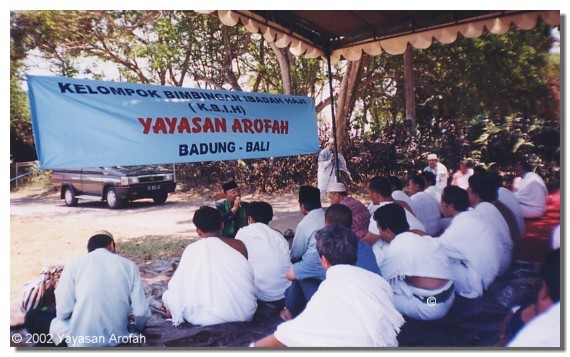 KELOMPOK BIMBINGAN IBADAH HAJI
( K.B.I.H )
YAYASAN AROFAH
BADUNG - BALI
©
© 2002 Yayasan Arofah